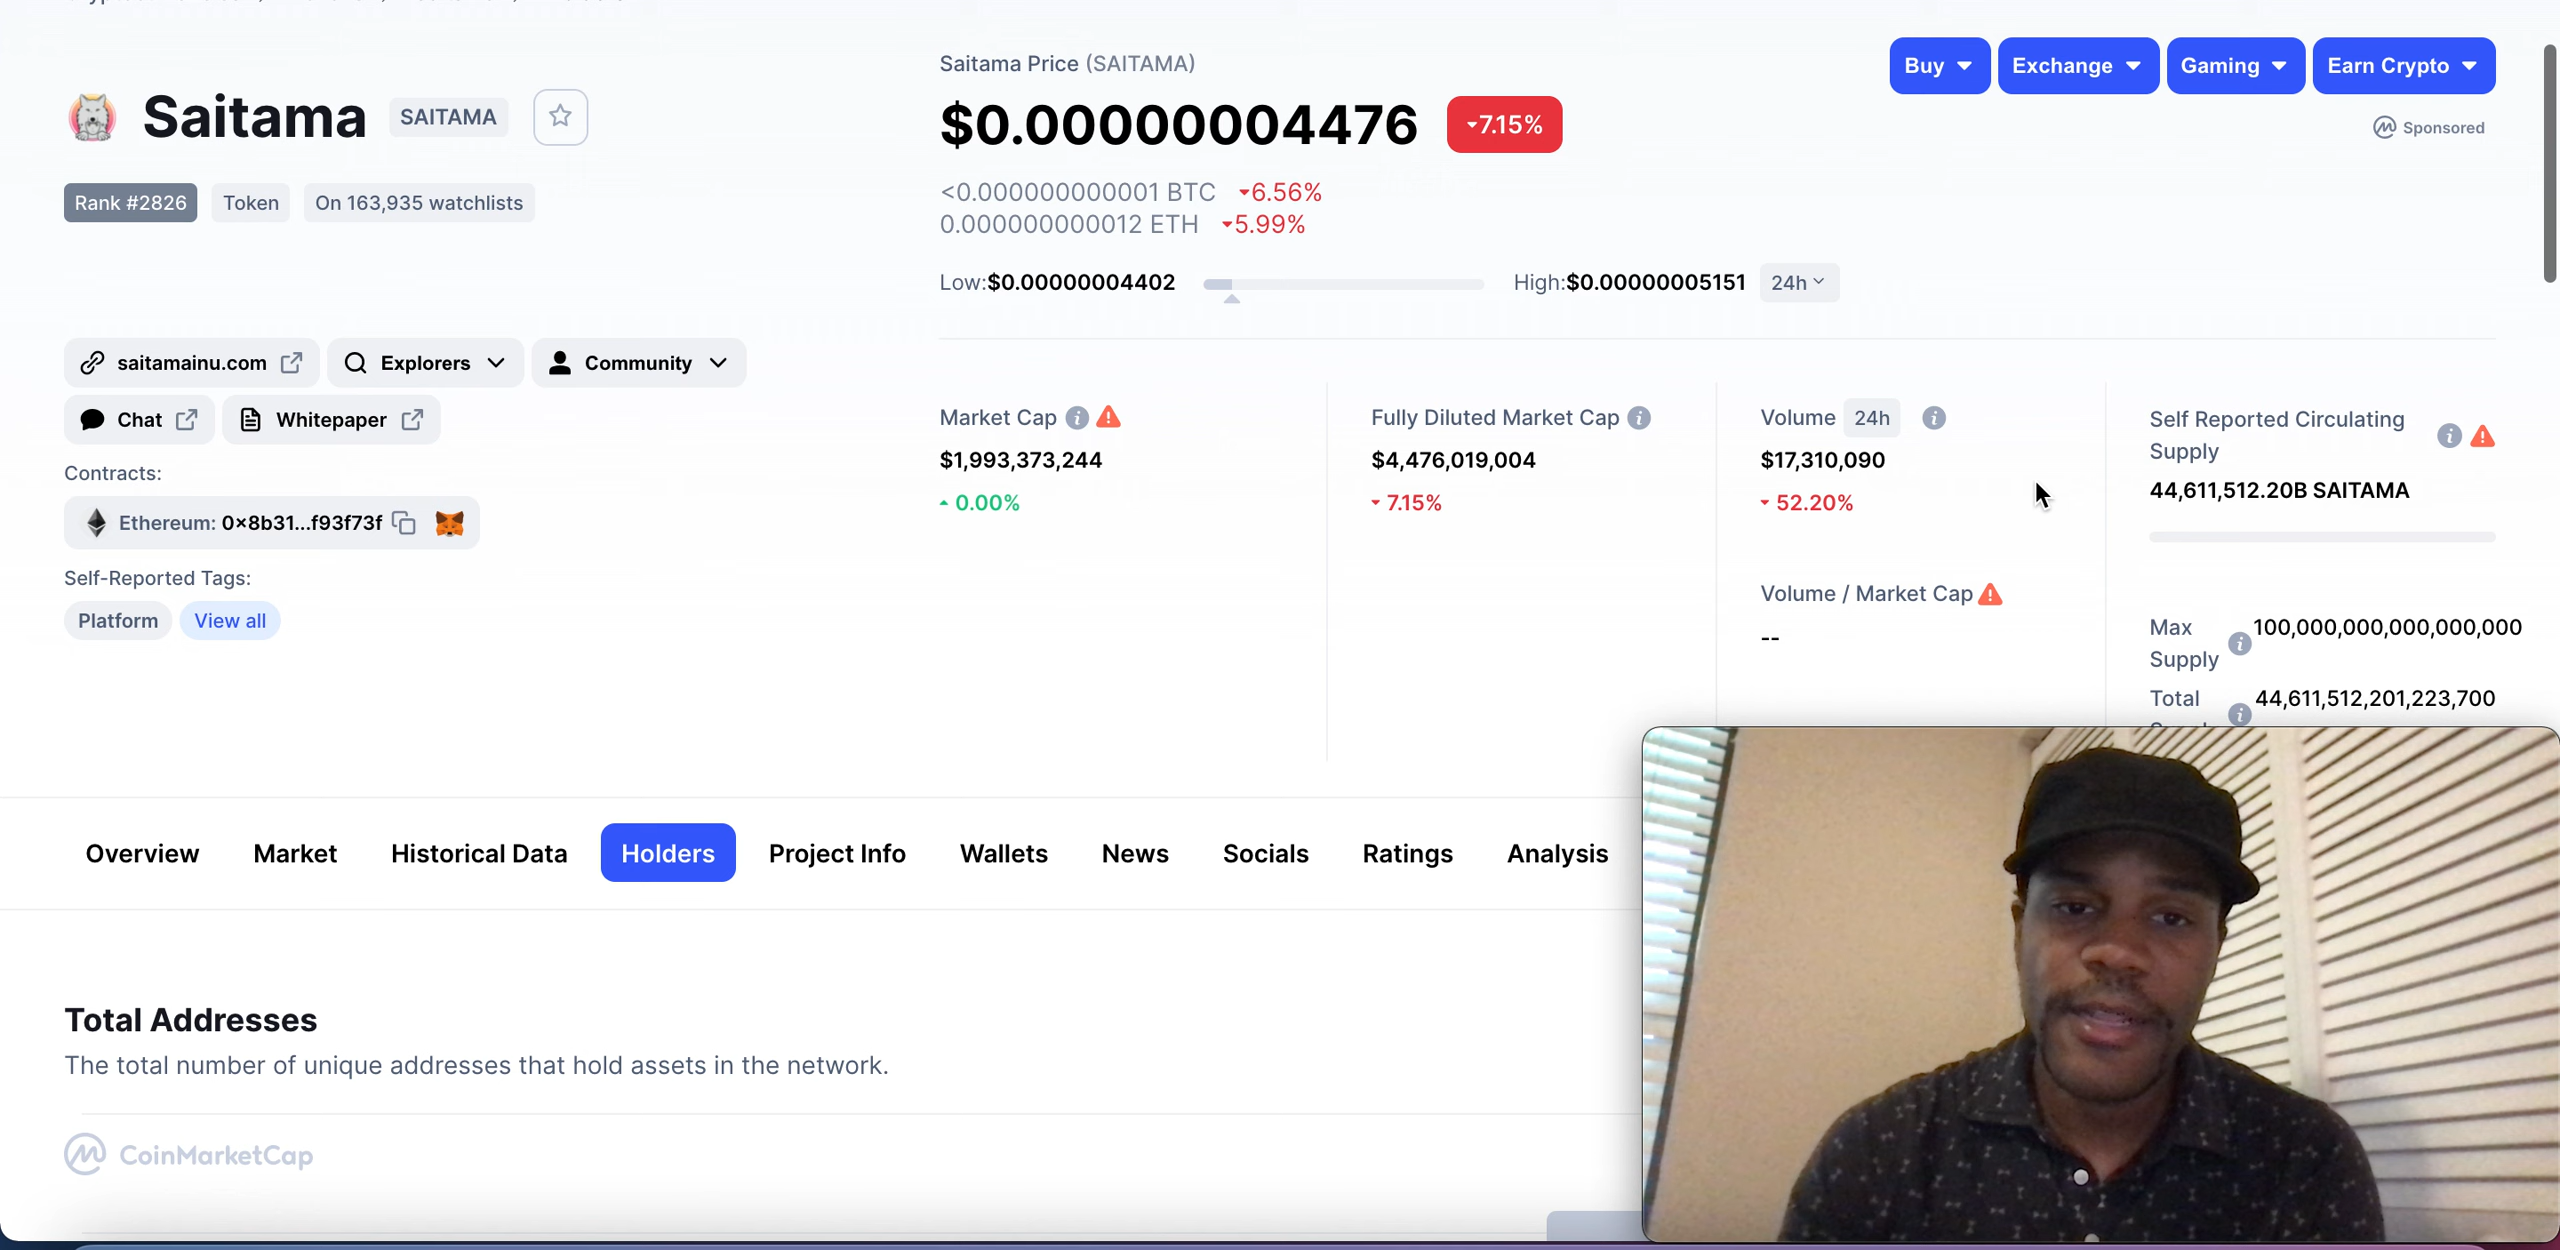 Saitama SAITAMA
Rank #2826 Token On 163,935 watchlists
saitamainu.com Explorers Community
Chat Whitepaper
Contracts:
Ethereum: 0x8b31...f93f73f
Self-Reported Tags:
Platform View all
Saitama Price (SAITAMA)
$0.00000004476 7.15%
<0.000000000001 BTC 6.56%
0.000000000012 ETH 5.99%
Low:$0.00000004402 High:$0.00000005151 24h
Buy Exchange Gaming Earn Crypto
Sponsored
Market Cap
$1,993,373,244
0.00%
Fully Diluted Market Cap
$4,476,019,004
7.15%
Volume 24h
$17,310,090
52.20%
Volume / Market Cap
--
Self Reported Circulating
Supply
44,611,512.20B SAITAMA
Max
Supply
100,000,000,000,000,000
Total
44,611,512,201,223,700
Overview Market Historical Data Holders Project Info Wallets News Socials Ratings Analysis
Total Addresses
The total number of unique addresses that hold assets in the network.
CoinMarketCap